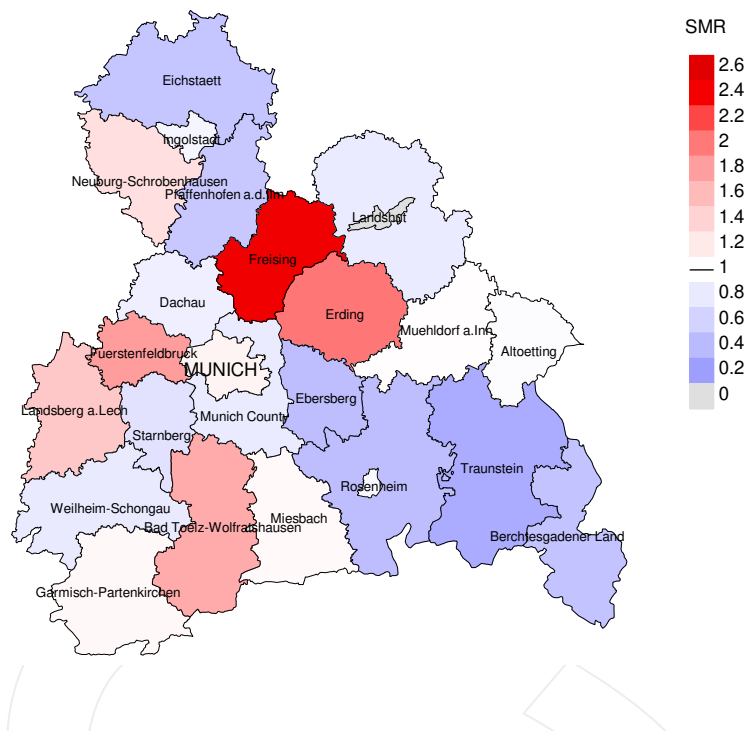 SMR
2.6
2.4
2.2
2
1.8
1.6
1.4
1.2
1
0.8
0.6
0.4
0.2
0
Eichstaett
Ingolstadt
Neuburg-Schrobenhausen
Pfaffenhofen a.d.Ilm
Landshut
Freising
Dachau
Erding
Muehldorf a.Inn
Fuerstenfeldbruck
Altoetting
MUNICH
Ebersberg
Landsberg a.Lech
Munich County
Starnberg
Traunstein
Rosenheim
Weilheim-Schongau
Miesbach
Bad Toelz-Wolfratshausen
Berchtesgadener Land
Garmisch-Partenkirchen